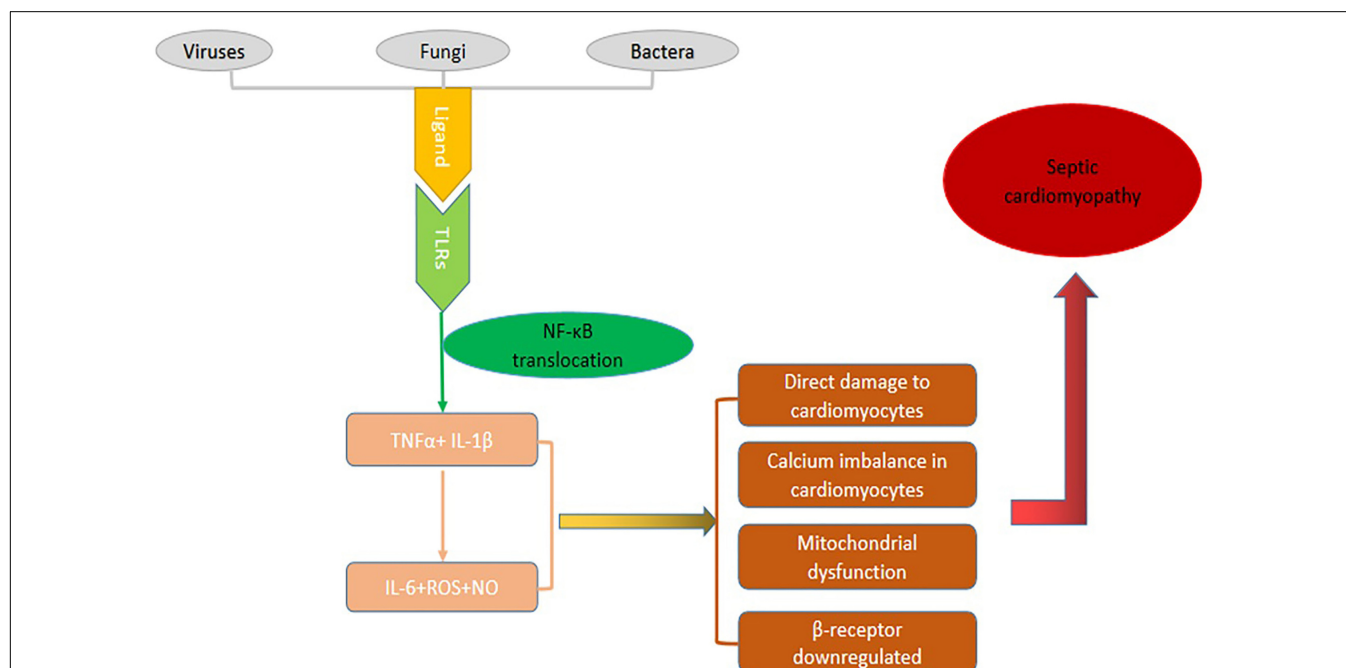 Viruses
Fungi
Bactera
Ligand
TLRs
NF-κB
translocation
TNFα+ IL-1β
IL-6+ROS+NO
Direct damage to
cardiomyocytes
Calcium imbalance in
cardiomyocytes
Mitochondrial
dysfunction
β-receptor
downregulated
Septic
cardiomyopathy